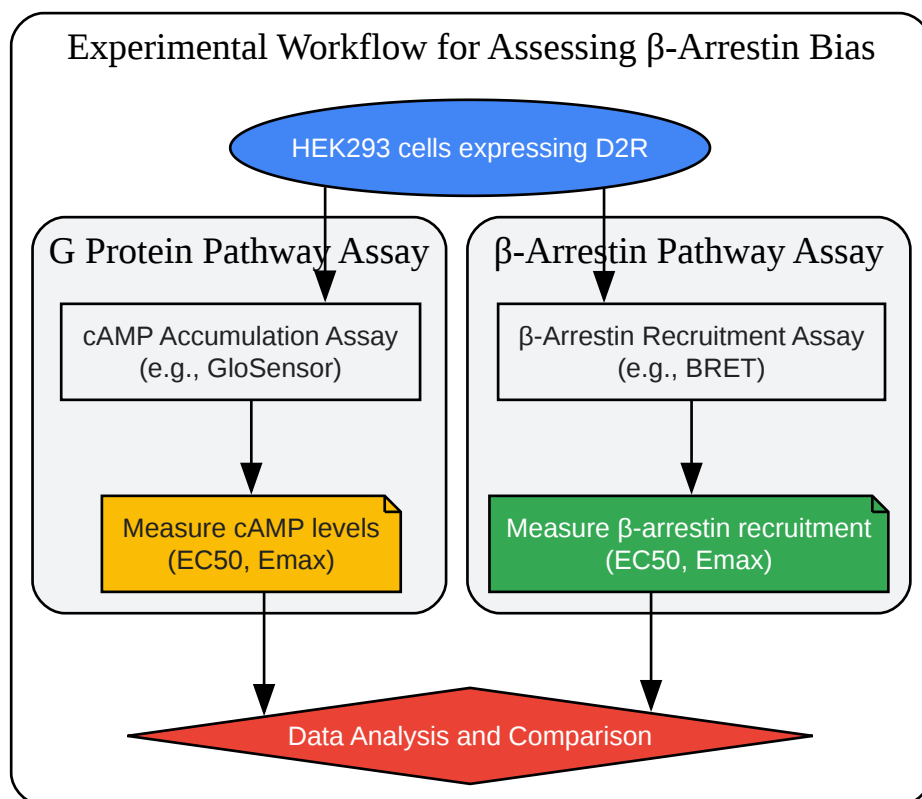 Experimental Workflow for Assessing β-Arrestin Bias
HEK293 cells expressing D2R
G Protein Pathway Assay
cAMP Accumulation Assay
(e.g., GloSensor)
Measure cAMP levels
(EC50, Emax)
β-Arrestin Pathway Assay
β-Arrestin Recruitment Assay
(e.g., BRET)
Measure β-arrestin recruitment
(EC50, Emax)
Data Analysis and Comparison